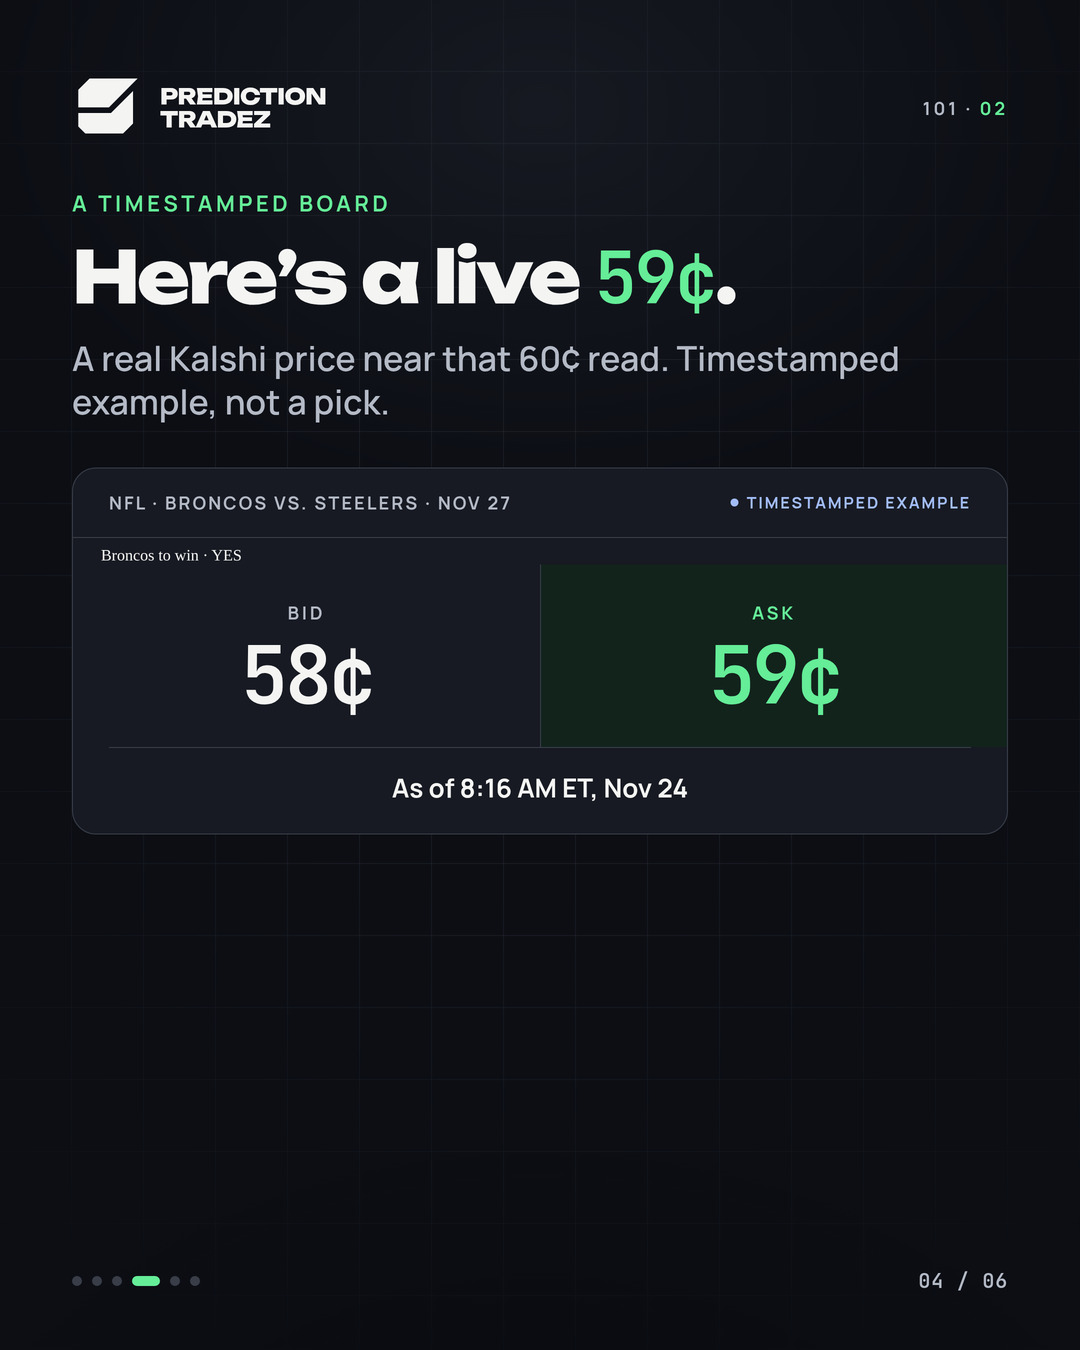 PREDICTION
TRADEZ
101 · 02
A TIMESTAMPED BOARD
Here’s a live 59¢.
A real Kalshi price near that 60¢ read. Timestamped
example, not a pick.
NFL · BRONCOS VS. STEELERS · NOV 27
TIMESTAMPED EXAMPLE
Broncos to win · YES
BID
58¢
ASK
59¢
As of 8:16 AM ET, Nov 24
04 / 06